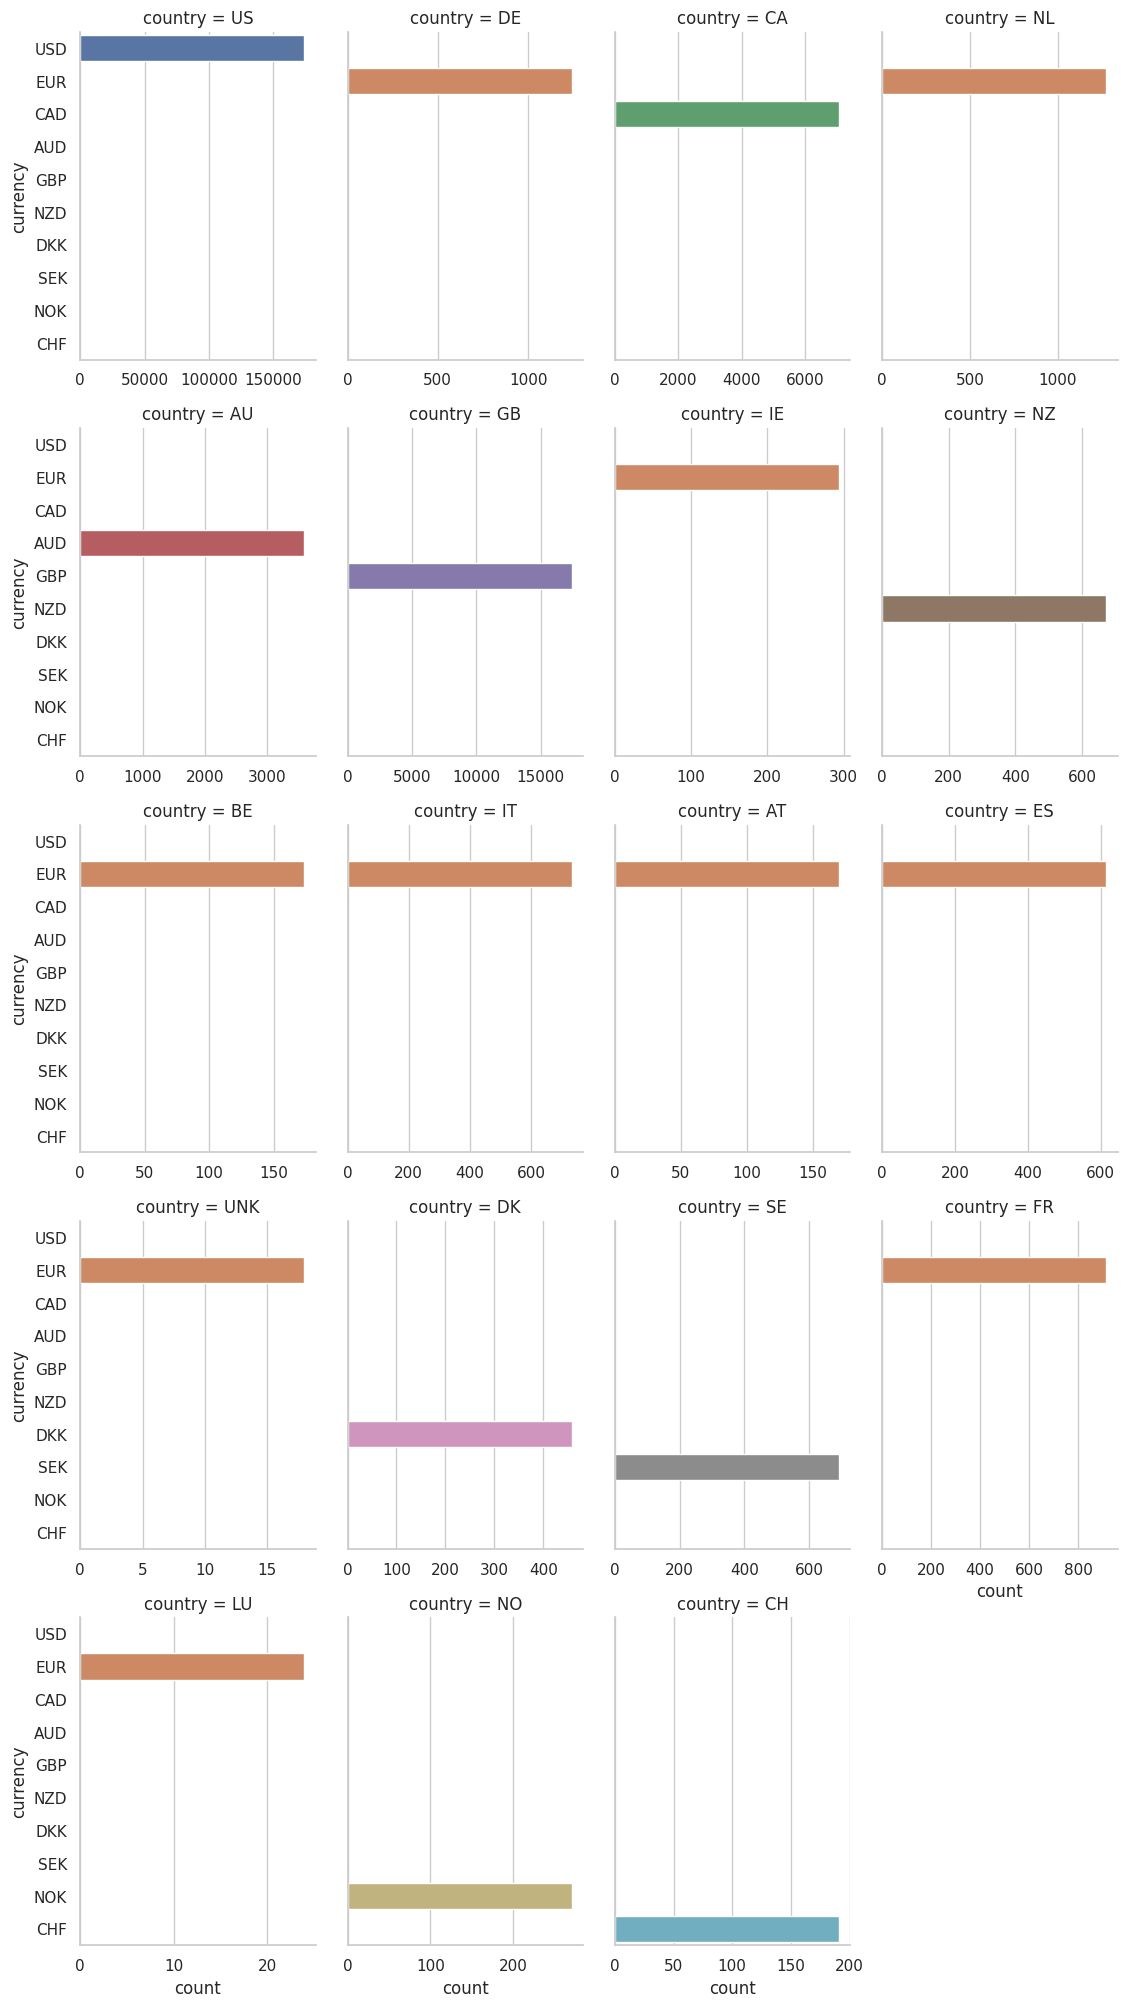 country = US country = DE country = CA country = NL
USD
EUR
CAD
AUD
GBP
NZD
DKK
SEK
NOK
CHF
currency
0 50000 100000 150000 0 500 1000 0 2000 4000 6000 0 500 1000
country = AU country = GB country = IE country = NZ
USD
EUR
CAD
AUD
GBP
NZD
DKK
SEK
NOK
CHF
currency
0 1000 2000 3000 0 5000 10000 15000 0 100 200 300 0 200 400 600
country = BE country = IT country = AT country = ES
USD
EUR
CAD
AUD
GBP
NZD
DKK
SEK
NOK
CHF
currency
0 50 100 150 0 200 400 600 0 50 100 150 0 200 400 600
country = UNK country = DK country = SE country = FR
USD
EUR
CAD
AUD
GBP
NZD
DKK
SEK
NOK
CHF
currency
0 5 10 15 0 100 200 300 400 0 200 400 600 0 200 400 600 800
count
country = LU country = NO country = CH
USD
EUR
CAD
AUD
GBP
NZD
DKK
SEK
NOK
CHF
currency
0 10 20 0 100 200 0 50 100 150 200
count count count